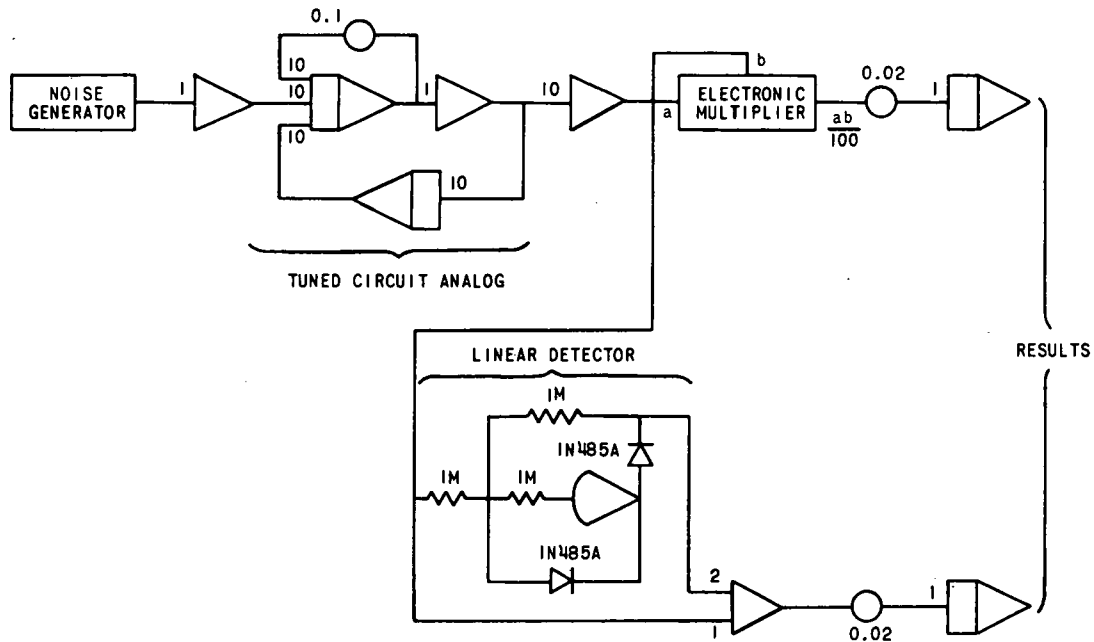 0.1
10
10
10
NOISE
GENERATOR
1
1
10
10
b
a
ELECTRONIC
MULTIPLIER
ab
100
0.02
1
TUNED CIRCUIT ANALOG
RESULTS
LINEAR DETECTOR
1M
1N485A
1M
1M
1N485A
2
1
0.02
1